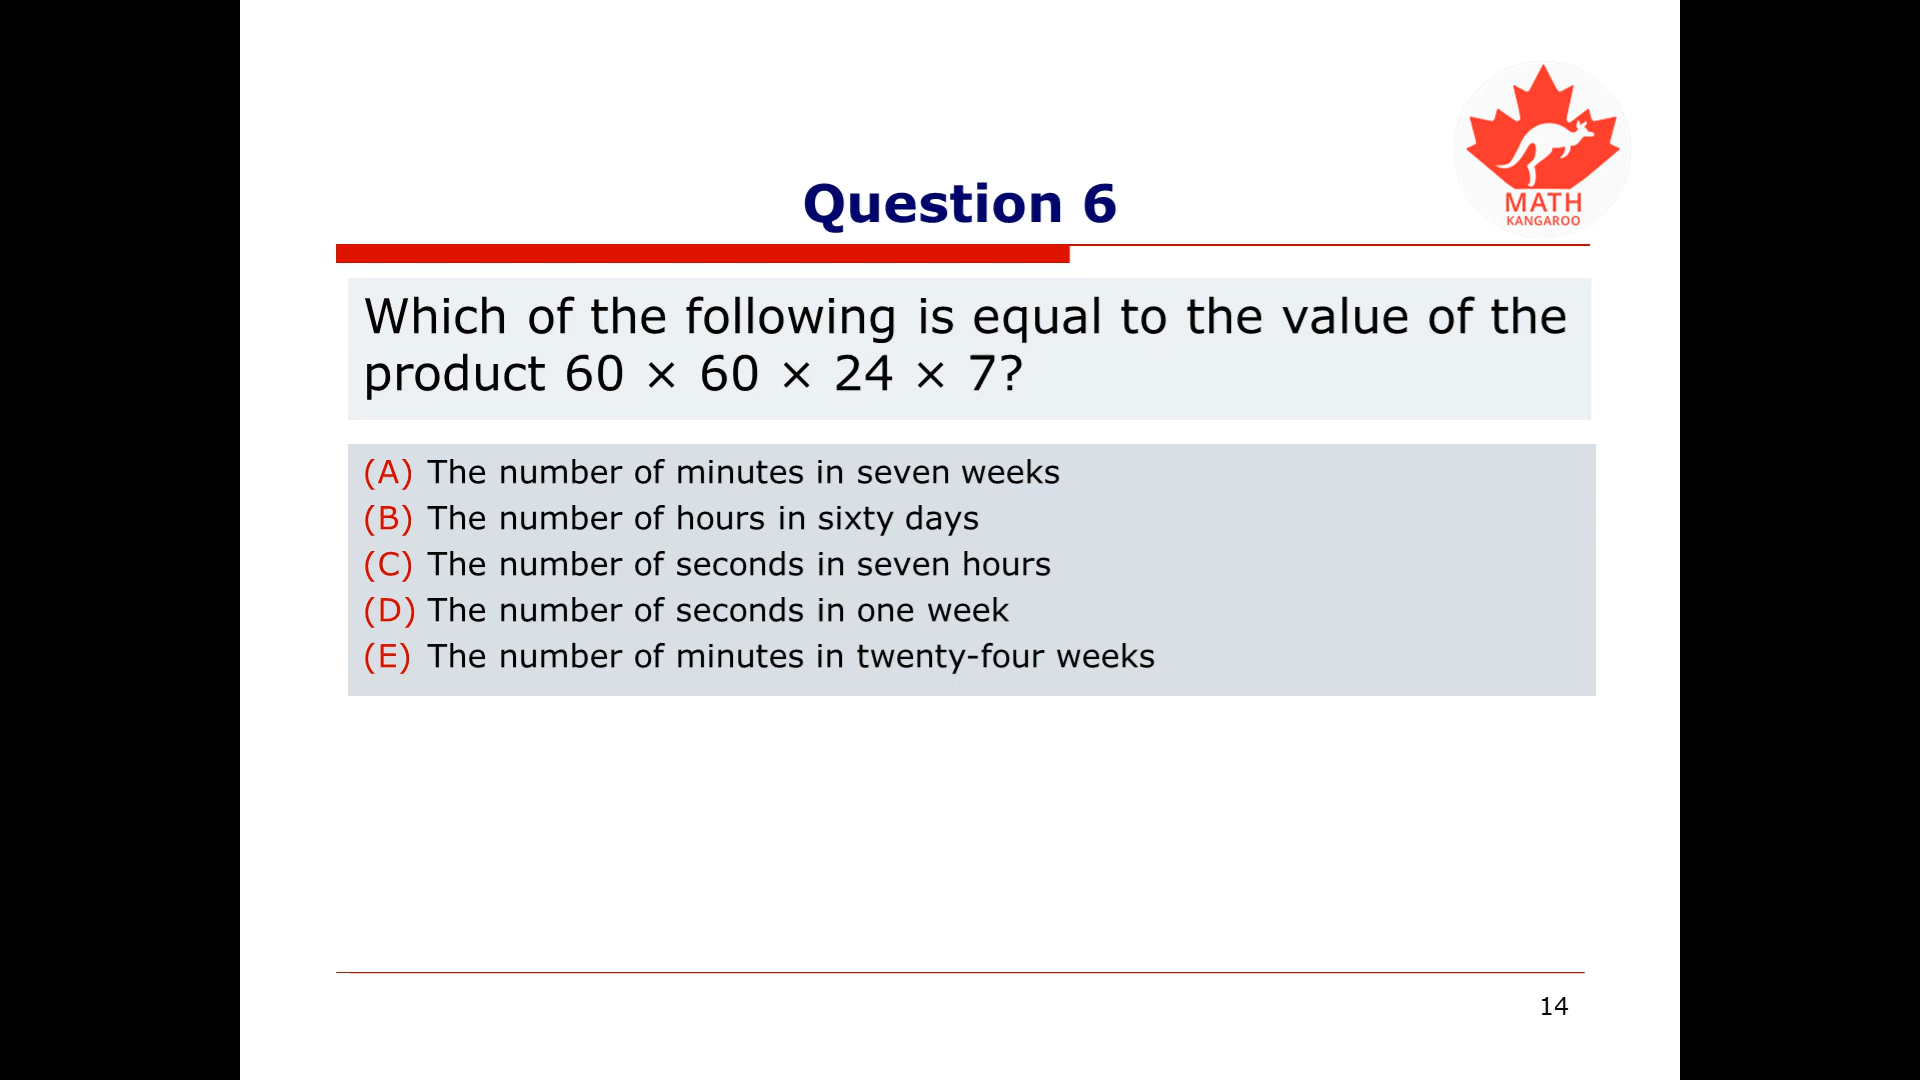 MATH
KANGAROO
Question 6
Which of the following is equal to the value of the
product 60 × 60 × 24 × 7?
(A) The number of minutes in seven weeks
(B) The number of hours in sixty days
(C) The number of seconds in seven hours
(D) The number of seconds in one week
(E) The number of minutes in twenty-four weeks
14